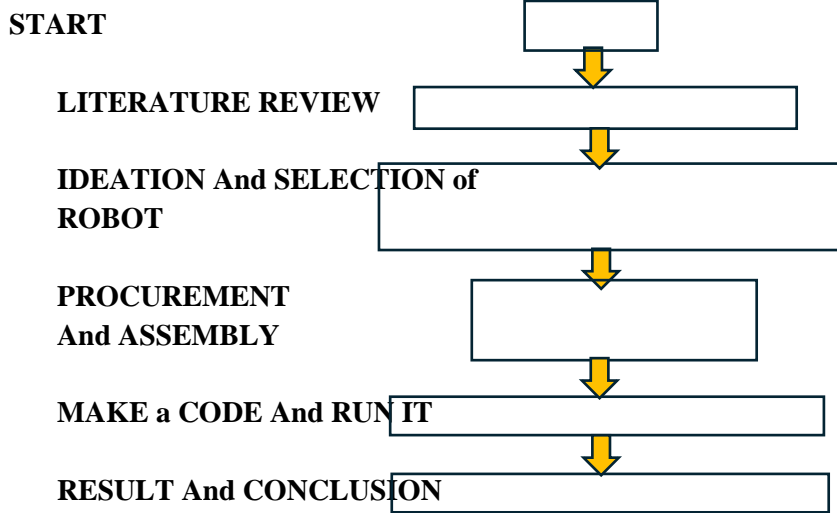 START
LITERATURE REVIEW
IDEATION And SELECTION of
ROBOT
PROCUREMENT
And ASSEMBLY
MAKE a CODE And RUN IT
RESULT And CONCLUSION